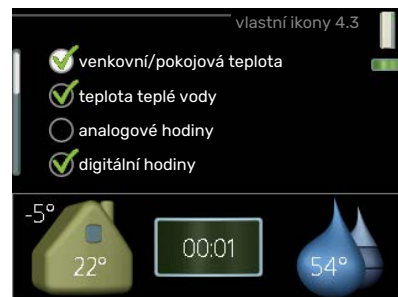 vlastní ikony 4.3
venkovní/pokojová teplota
teplota teplé vody
analogové hodiny
digitální hodiny
-5°
22°
00:01
54°